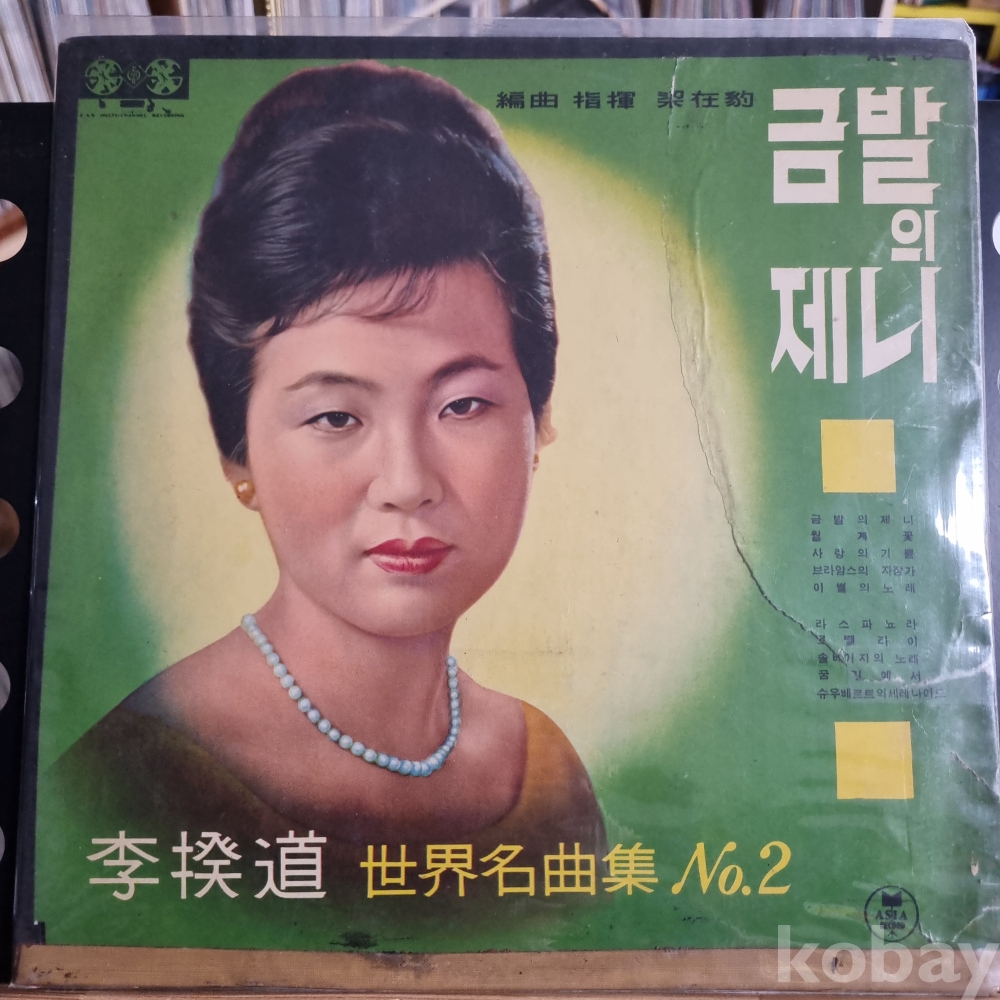 編曲 指揮 梁在豹
금발
의
제니
금발의제니
월계꽃
사랑의기쁨
브라암스의 자장가
이별의노래
라스파뇨라
로렐라이
솔베이지의 노래
꿈길에서
슈우베르트의세레나아드
李揆道 世界名曲集 No.2
ASIA
kobay